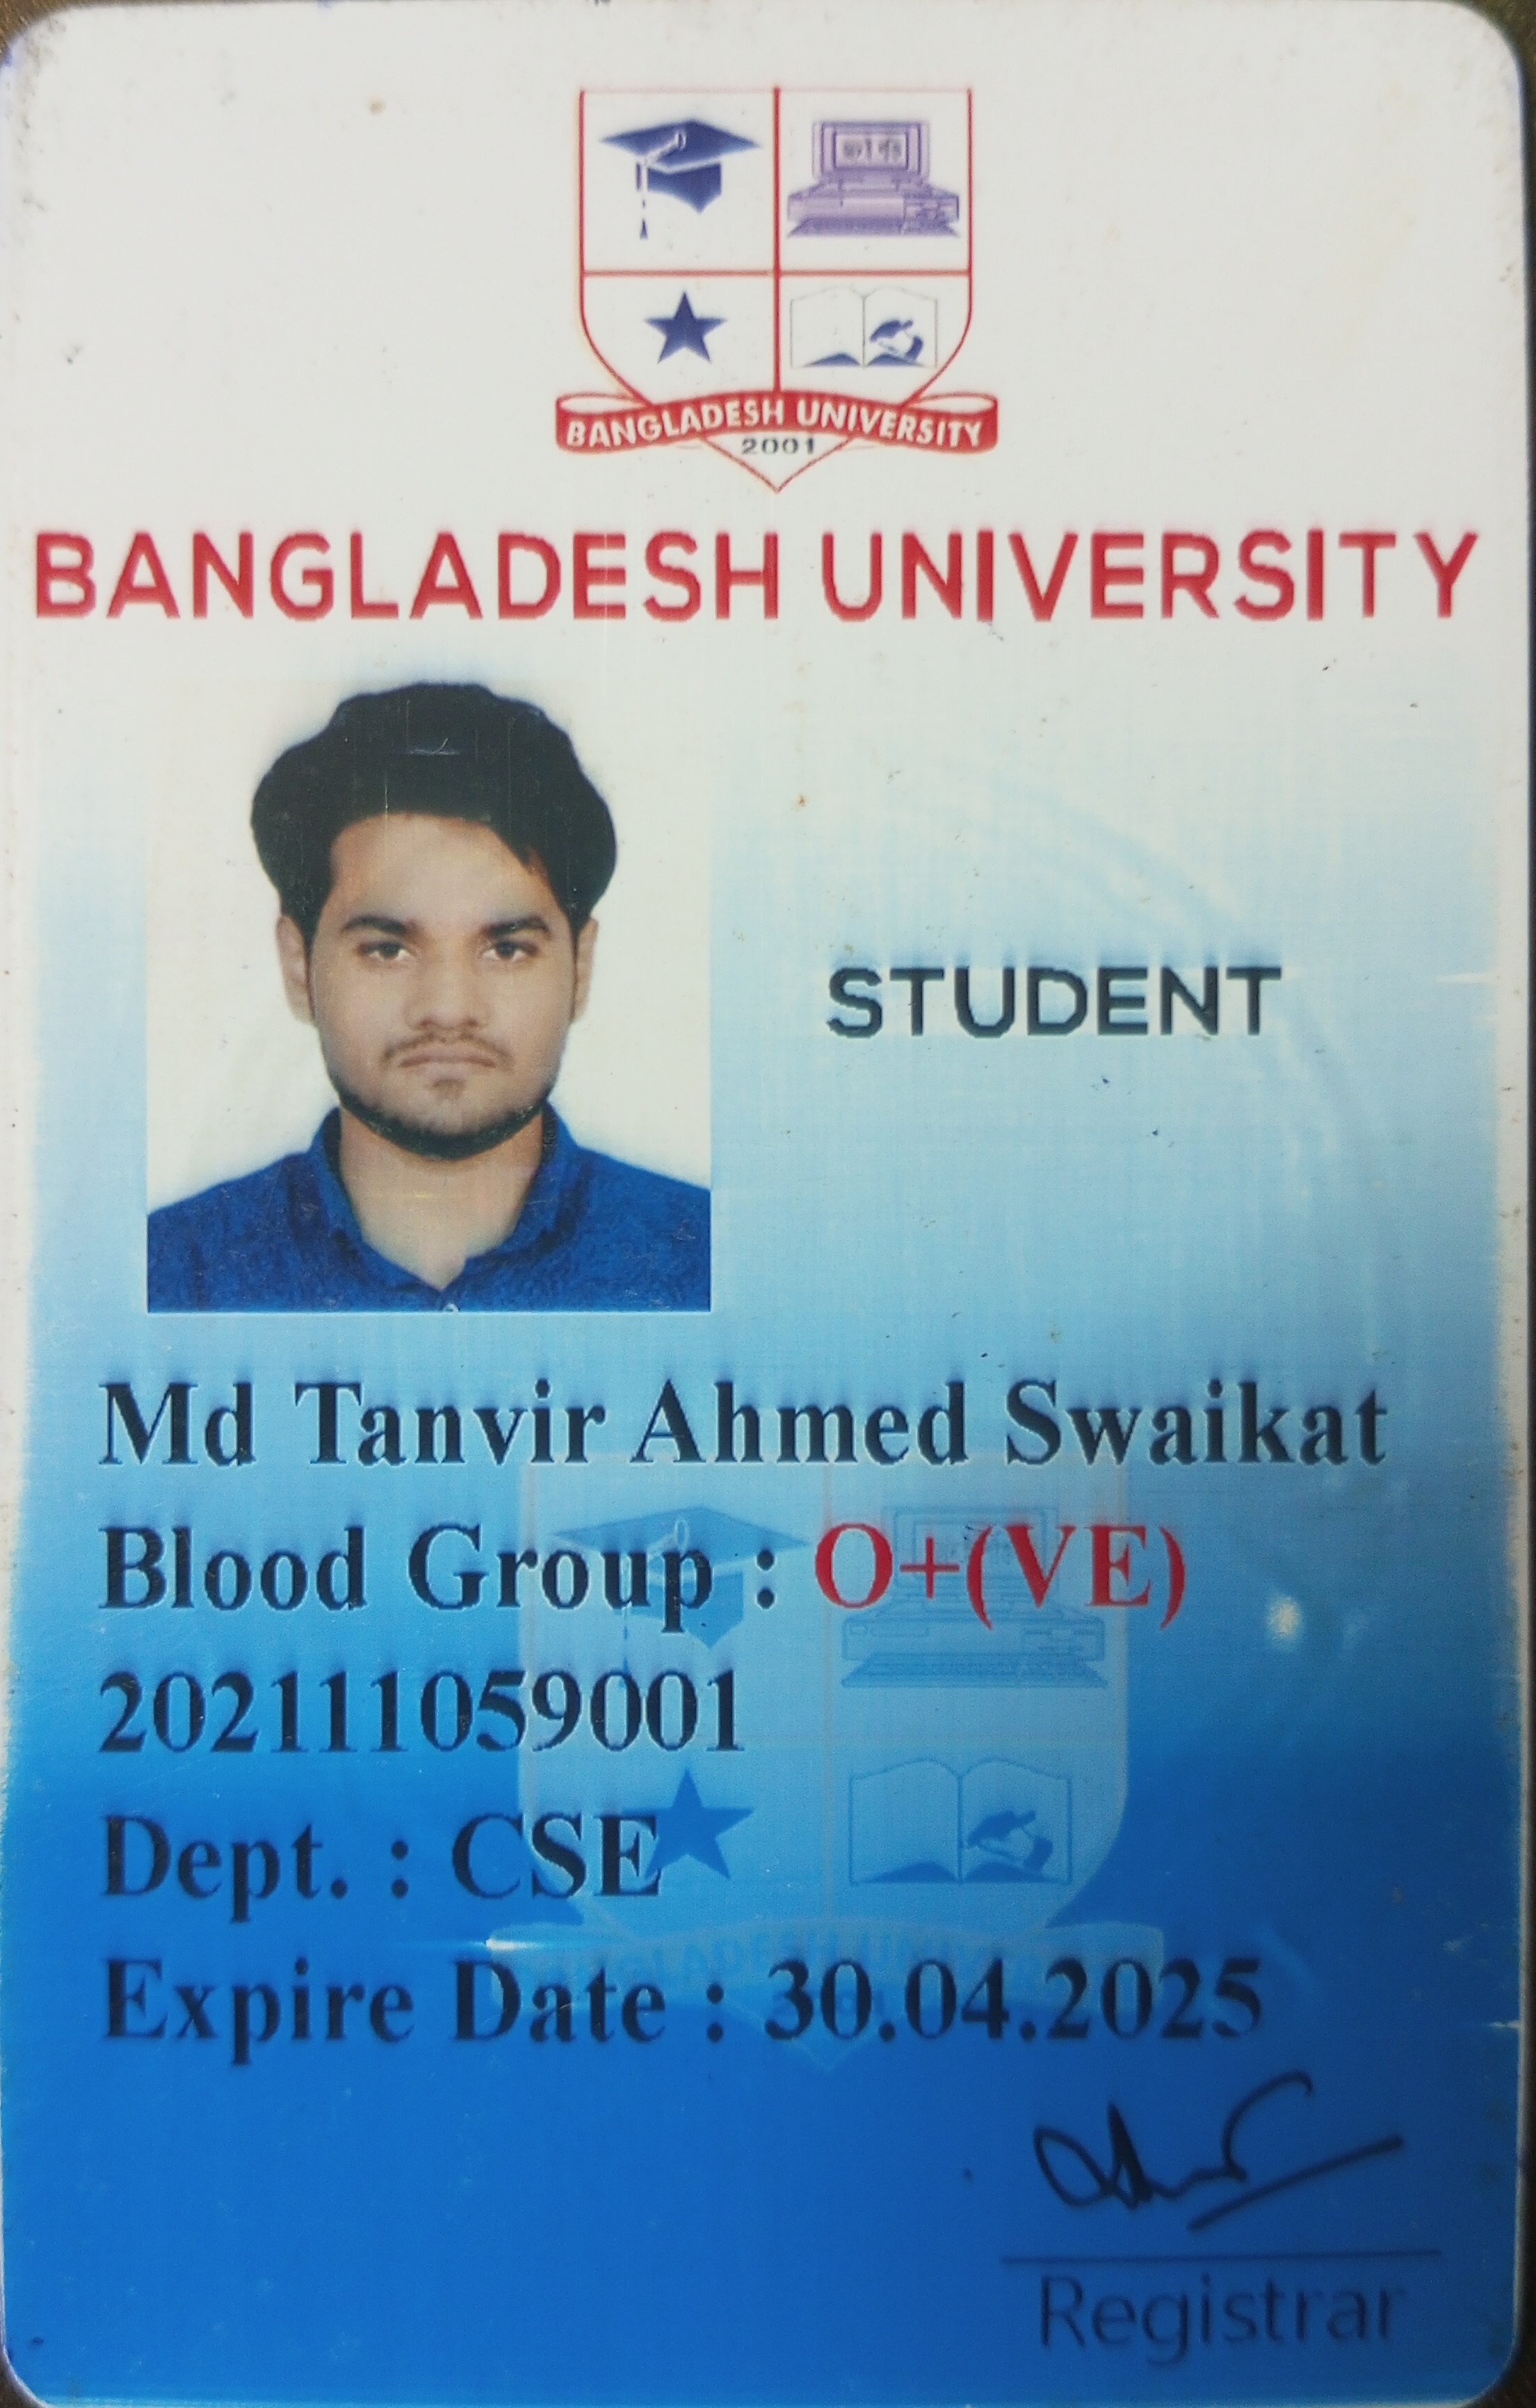 BANGLADESH UNIVERSITY
2001
BANGLADESH UNIVERSITY
STUDENT
Md Tanvir Ahmed Swaikat
Blood Group : O+(VE)
202111059001
Dept. : CSE
Expire Date : 30.04.2025
Registrar